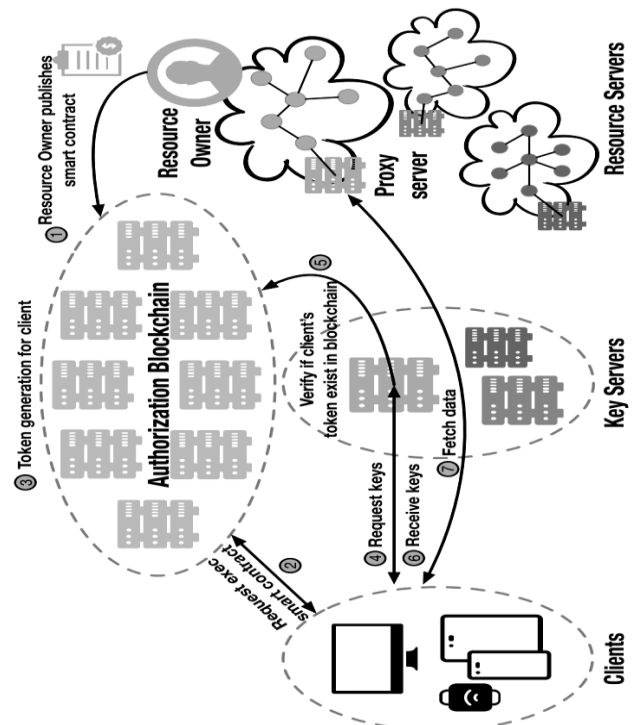 ③ Token generation for client
① Resource Owner publishes
smart contract
Authorization Blockchain
Resource
Owner
② Request exec
smart contract
⑤ Verify if client's
token exist in blockchain
Proxy
server
④ Request keys
⑥ Receive keys
⑦ Fetch data
Clients
Key Servers
Resource Servers
$